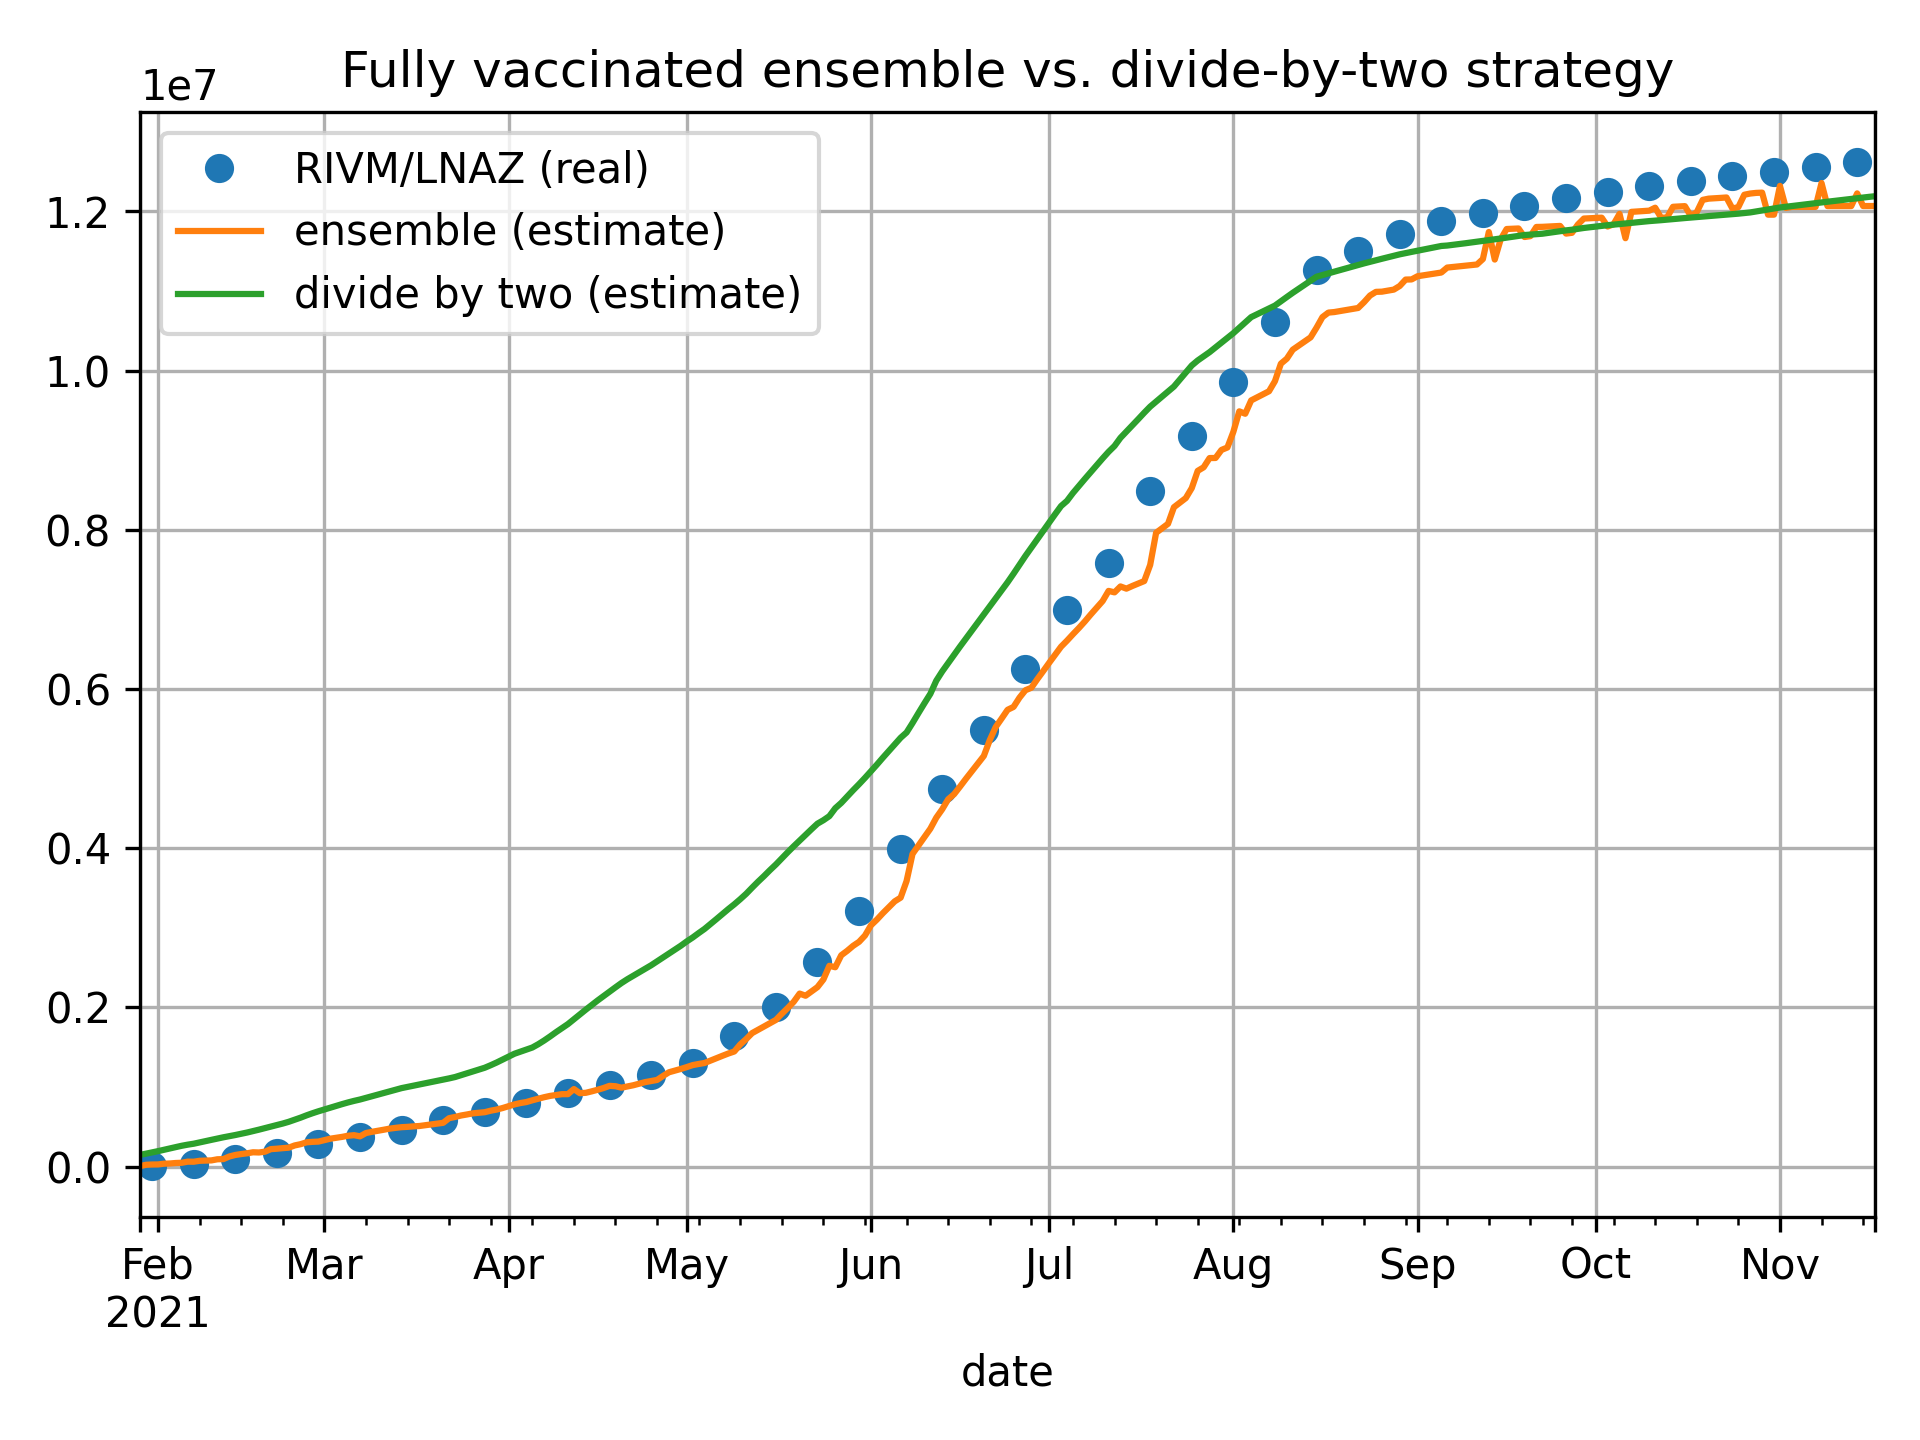 Fully vaccinated ensemble vs. divide-by-two strategy
1e7
RIVM/LNAZ (real)
ensemble (estimate)
divide by two (estimate)
1.2
1.0
0.8
0.6
0.4
0.2
0.0
Feb Mar Apr May Jun Jul Aug Sep Oct Nov
2021
date